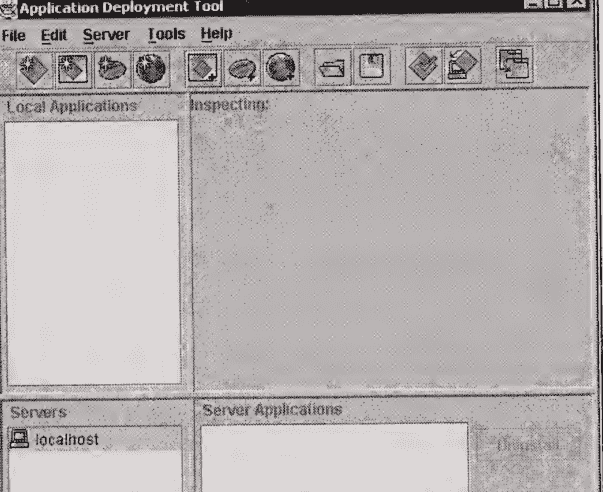 Application Deployment Tool
File Edit Server Tools Help
Local Applications
Inspecting:
Servers
Server Applications
localhost